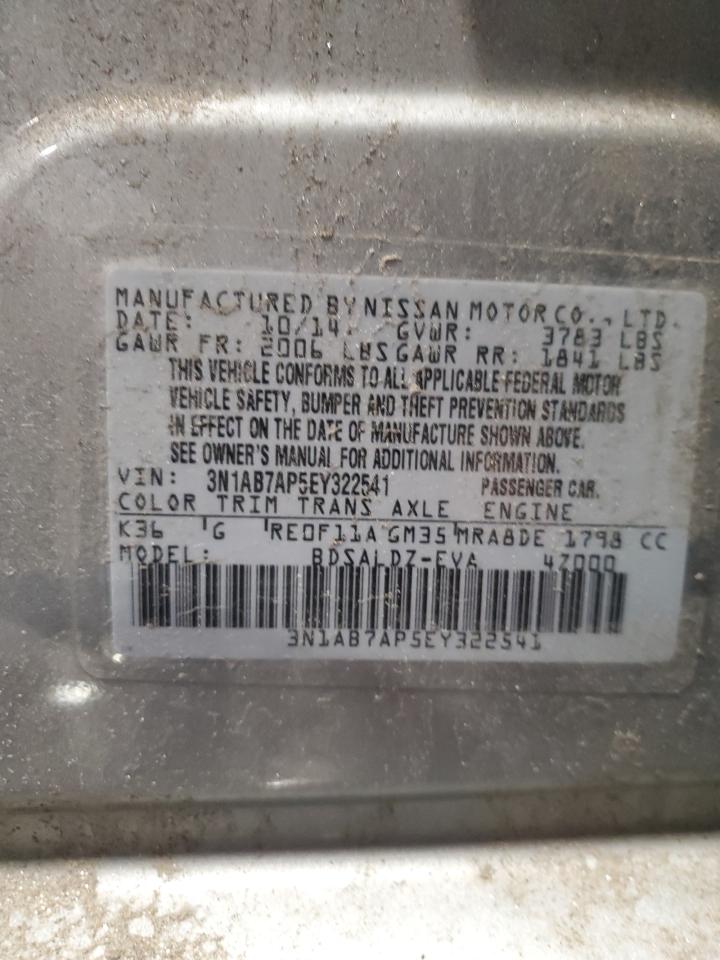 MANUFACTURED BY NISSAN MOTOR CO., LTD.
DATE: 10/14 GVWR: 3783 LBS
GAWR FR: 2006 LBS GAWR RR: 1841 LBS
THIS VEHICLE CONFORMS TO ALL APPLICABLE FEDERAL MOTOR
VEHICLE SAFETY, BUMPER AND THEFT PREVENTION STANDARDS
IN EFFECT ON THE DATE OF MANUFACTURE SHOWN ABOVE.
SEE OWNER'S MANUAL FOR ADDITIONAL INFORMATION.
VIN: 3N1AB7AP5EY322541 PASSENGER CAR.
COLOR TRIM TRANS AXLE ENGINE
K36 G RE0F11A GM35 MRA8DE 1798 CC
MODEL: BDSALDZ-EVA 4Z000
3N1AB7AP5EY322541